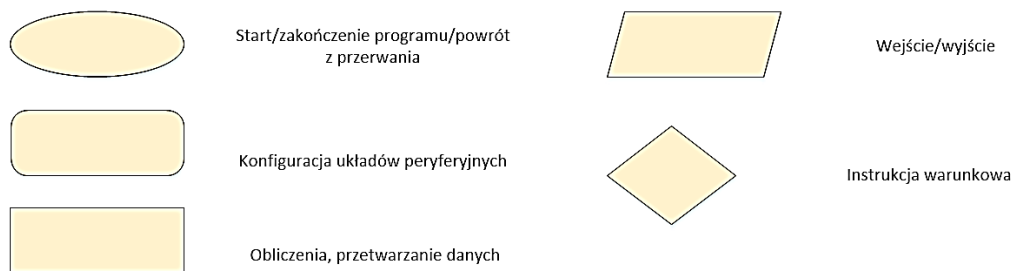 Start/zakończenie programu/powrót
z przerwania
Wejście/wyjście
Konfiguracja układów peryferyjnych
Instrukcja warunkowa
Obliczenia, przetwarzanie danych